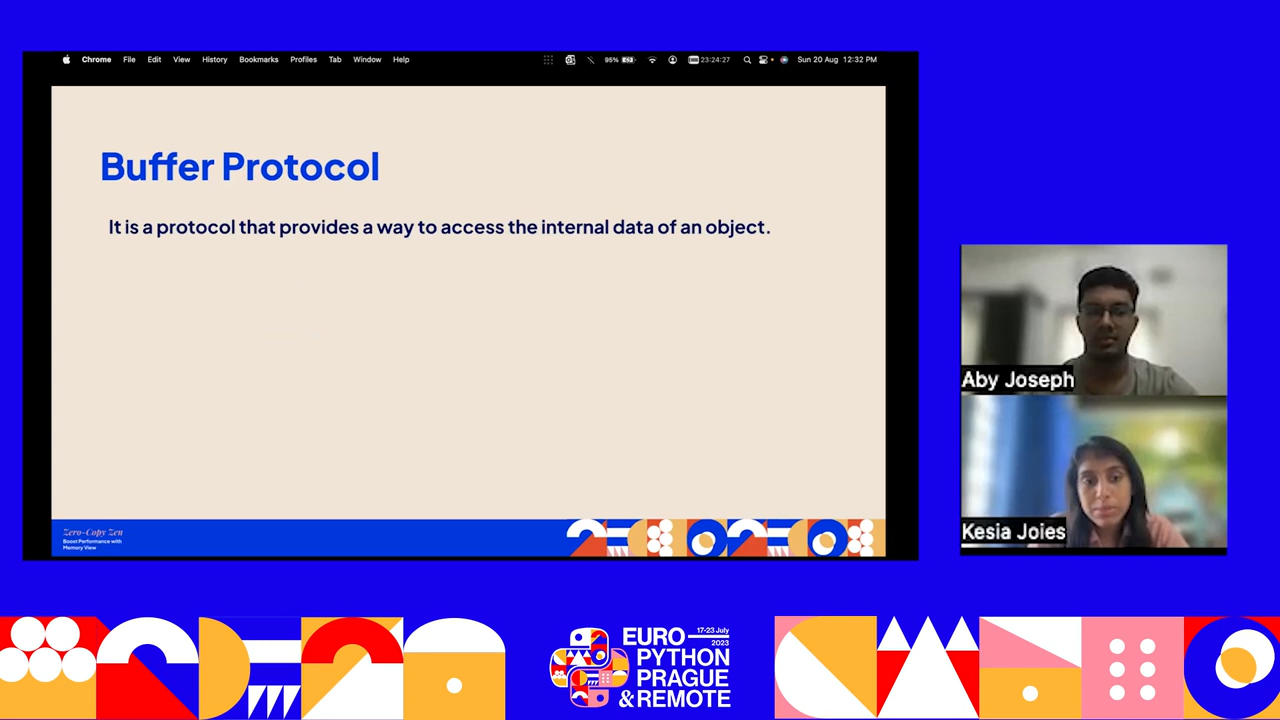 Chrome File Edit View History Bookmarks Profiles Tab Window Help 95% 23:24:27 Sun 20 Aug 12:32 PM
Buffer Protocol
It is a protocol that provides a way to access the internal data of an object.
Zero-Copy Zen
Boost Performance with
Memory View
Aby Joseph
Kesia Joies
EURO 17-23 July
2023
PYTHON
PRAGUE
& REMOTE